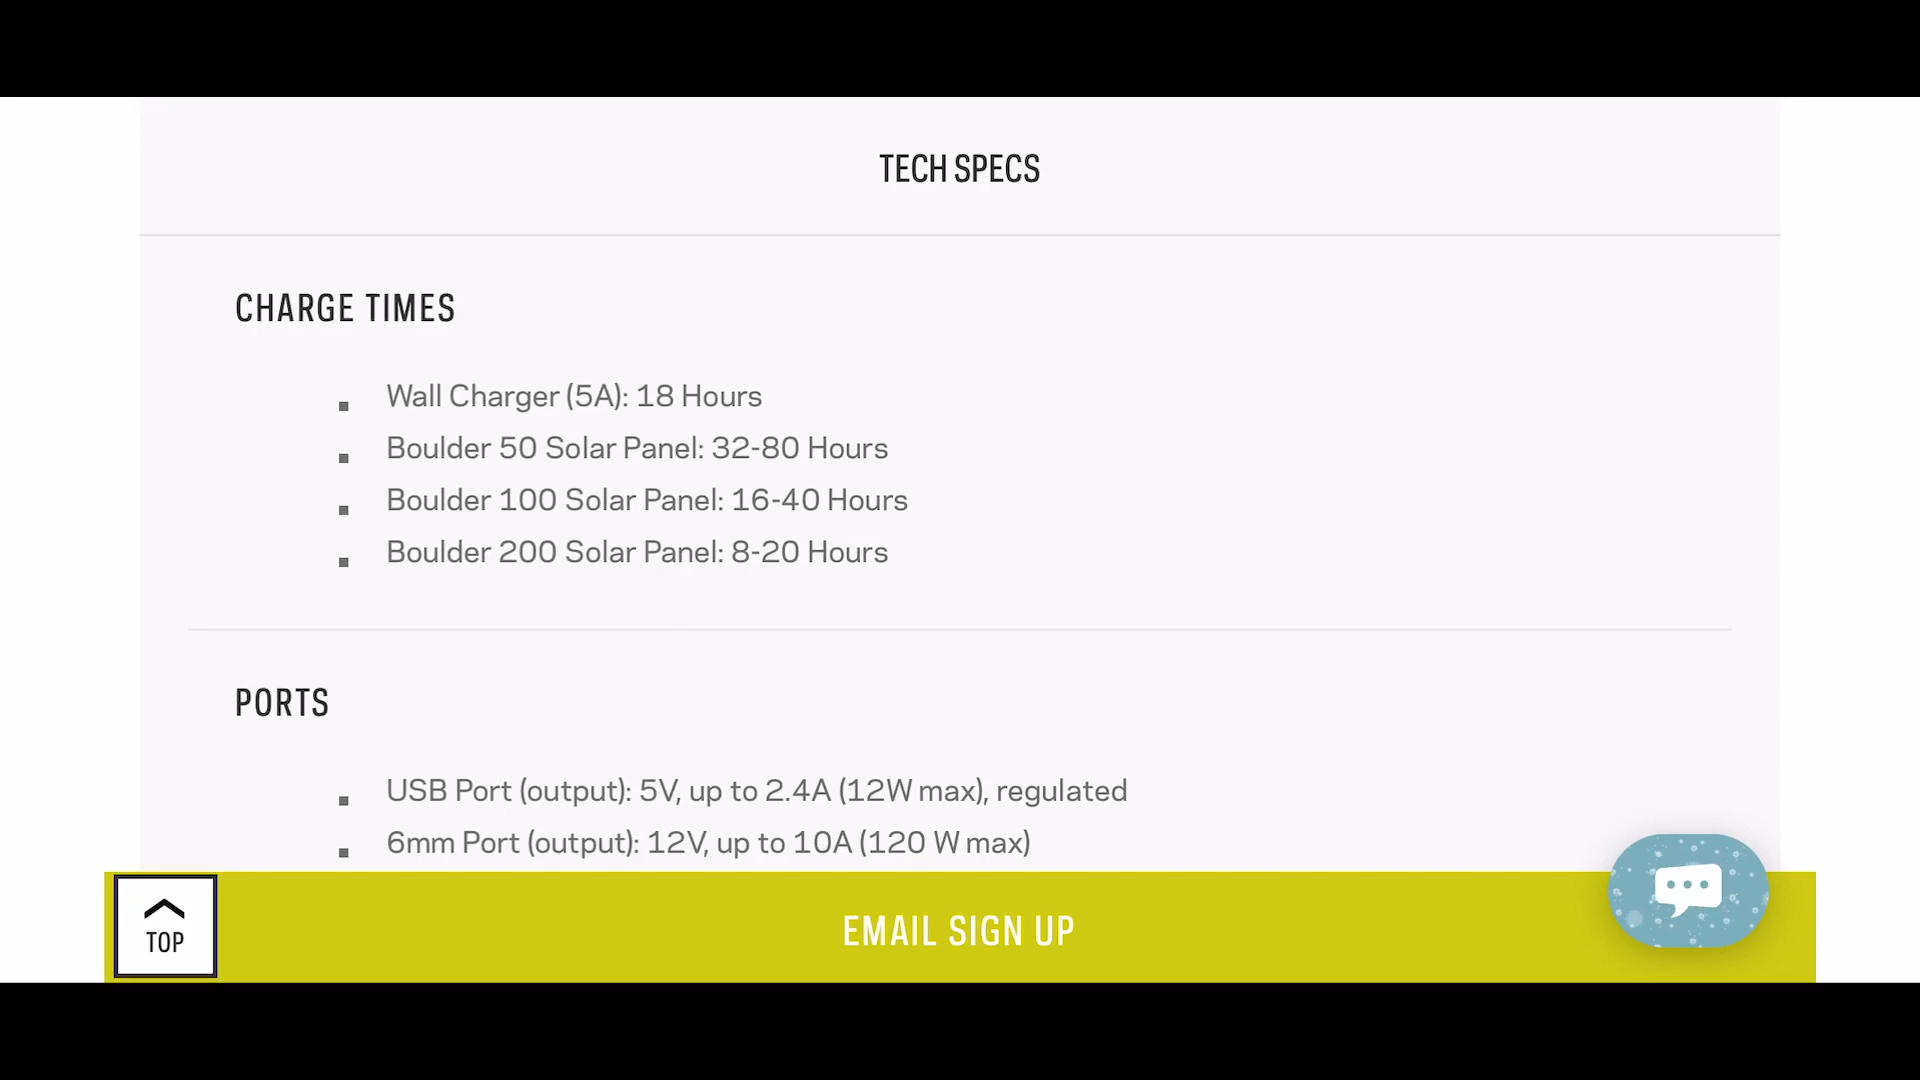 TECH SPECS
CHARGE TIMES
Wall Charger (5A): 18 Hours
Boulder 50 Solar Panel: 32-80 Hours
Boulder 100 Solar Panel: 16-40 Hours
Boulder 200 Solar Panel: 8-20 Hours
PORTS
USB Port (output): 5V, up to 2.4A (12W max), regulated
6mm Port (output): 12V, up to 10A (120 W max)
TOP
EMAIL SIGN UP